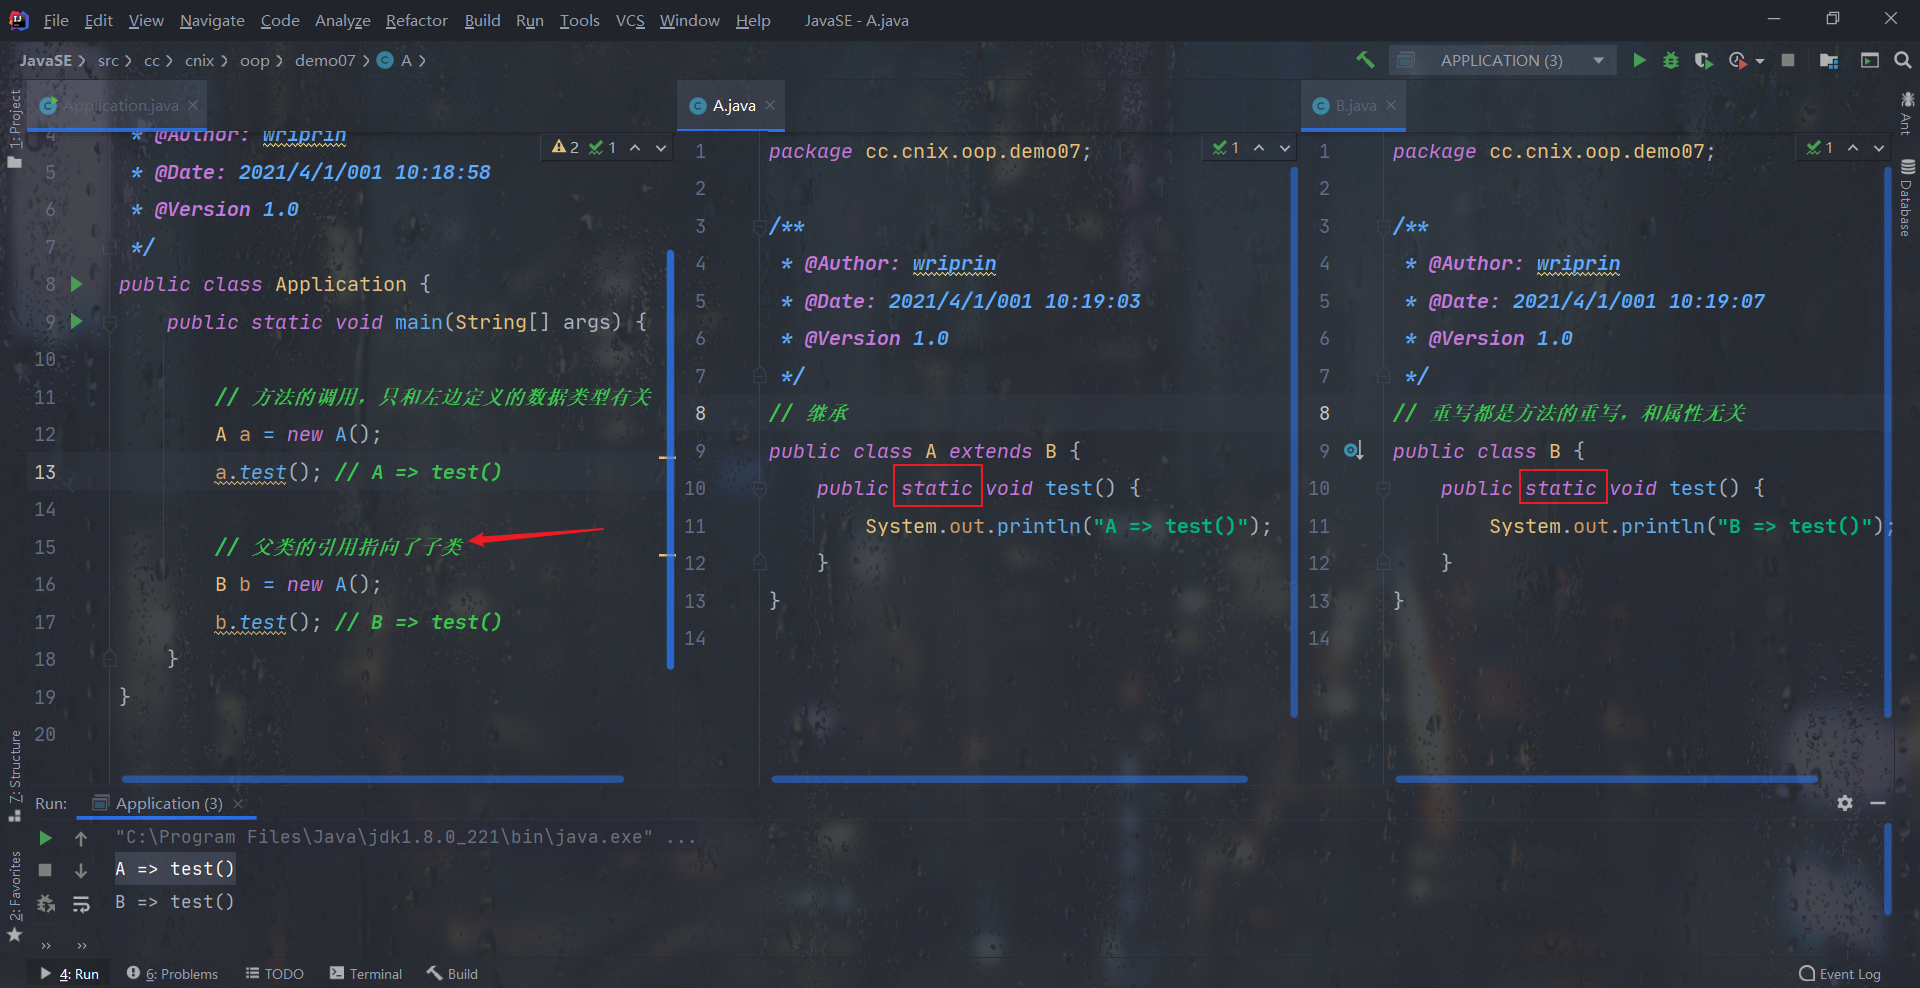 File Edit View Navigate Code Analyze Refactor Build Run Tools VCS Window Help JavaSE - A.java
JavaSE src cc cnix oop demo07 A
APPLICATION (3)
1: Project
7: Structure
2: Favorites
Application.java
4 * @Author: wriprin
2 1
5 * @Date: 2021/4/1/001 10:18:58
6 * @Version 1.0
7 */
8 public class Application {
9 public static void main(String[] args) {
10
11 // 方法的调用，只和左边定义的数据类型有关
12 A a = new A();
13 a.test(); // A => test()
14
15 // 父类的引用指向了子类
16 B b = new A();
17 b.test(); // B => test()
18 }
19 }
20
A.java
1
1 package cc.cnix.oop.demo07;
2
3 /**
4 * @Author: wriprin
5 * @Date: 2021/4/1/001 10:19:03
6 * @Version 1.0
7 */
8 // 继承
9 public class A extends B {
10 public static void test() {
11 System.out.println("A => test()");
12 }
13 }
14
B.java
1
1 package cc.cnix.oop.demo07;
2
3 /**
4 * @Author: wriprin
5 * @Date: 2021/4/1/001 10:19:07
6 * @Version 1.0
7 */
8 // 重写都是方法的重写，和属性无关
9 public class B {
10 public static void test() {
11 System.out.println("B => test()");
12 }
13 }
14
Ant
Database
Run: Application (3)
"C:\Program Files\Java\jdk1.8.0_221\bin\java.exe" ...
A => test()
B => test()
4: Run 6: Problems TODO Terminal Build Event Log